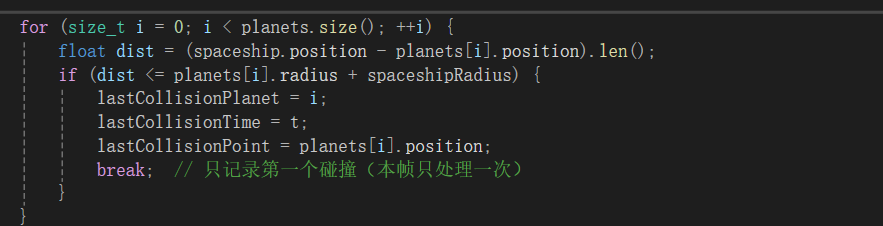 for (size_t i = 0; i < planets.size(); ++i) {
float dist = (spaceship.position - planets[i].position).len();
if (dist <= planets[i].radius + spaceshipRadius) {
lastCollisionPlanet = i;
lastCollisionTime = t;
lastCollisionPoint = planets[i].position;
break;  // 只记录第一个碰撞（本帧只处理一次）
}
}